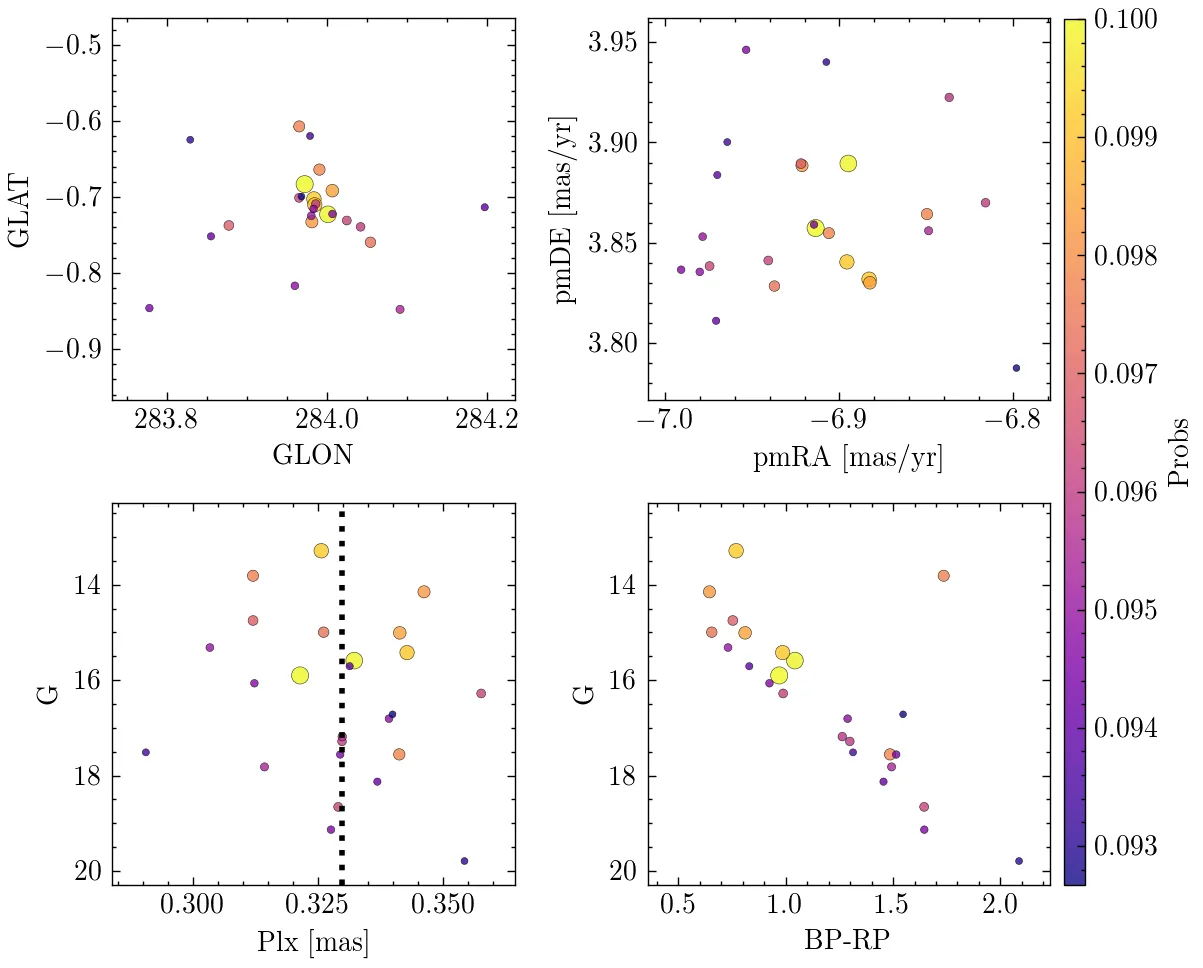 −0.5
−0.6
−0.7
−0.8
−0.9
GLAT
283.8 284.0 284.2
GLON
3.95
3.90
3.85
3.80
pmDE [mas/yr]
−7.0 −6.9 −6.8
pmRA [mas/yr]
14
16
18
20
G
0.300 0.325 0.350
Plx [mas]
14
16
18
20
G
0.5 1.0 1.5 2.0
BP-RP
0.100
0.099
0.098
0.097
0.096
0.095
0.094
0.093
Probs